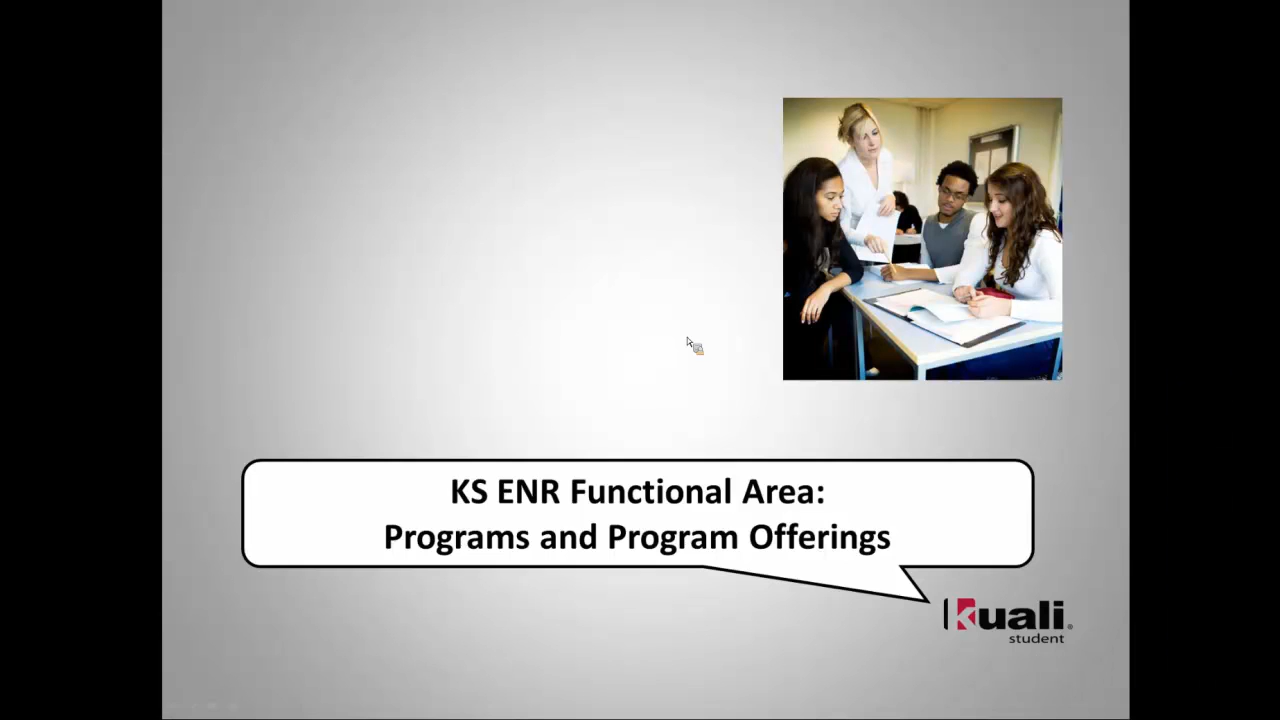 KS ENR Functional Area:
Programs and Program Offerings
kuali®
student